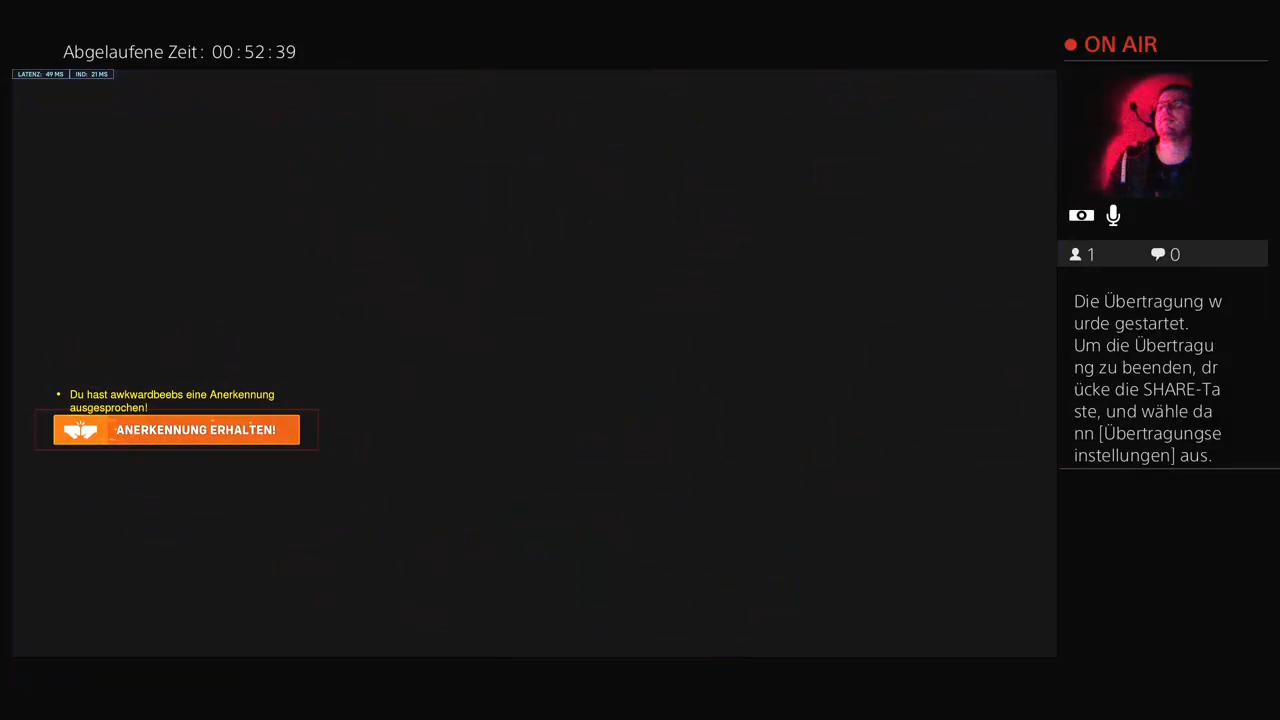 Abgelaufene Zeit: 00:52:39
ON AIR
LATENZ: 49 MS IND: 21 MS
1 0
Die Übertragung w
urde gestartet.
Um die Übertragu
ng zu beenden, dr
ücke die SHARE-Ta
ste, und wähle da
nn [Übertragungse
instellungen] aus.
• Du hast awkwardbeebs eine Anerkennung
ausgesprochen!
ANERKENNUNG ERHALTEN!